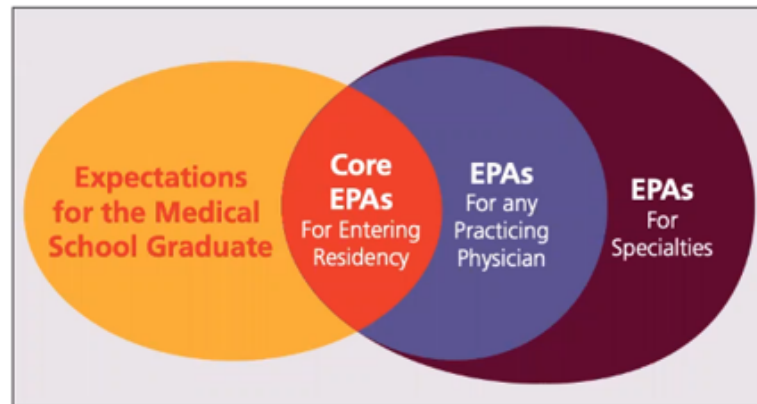 Expectations
for the Medical
School Graduate
Core
EPAs
For Entering
Residency
EPAs
For any
Practicing
Physician
EPAs
For
Specialties